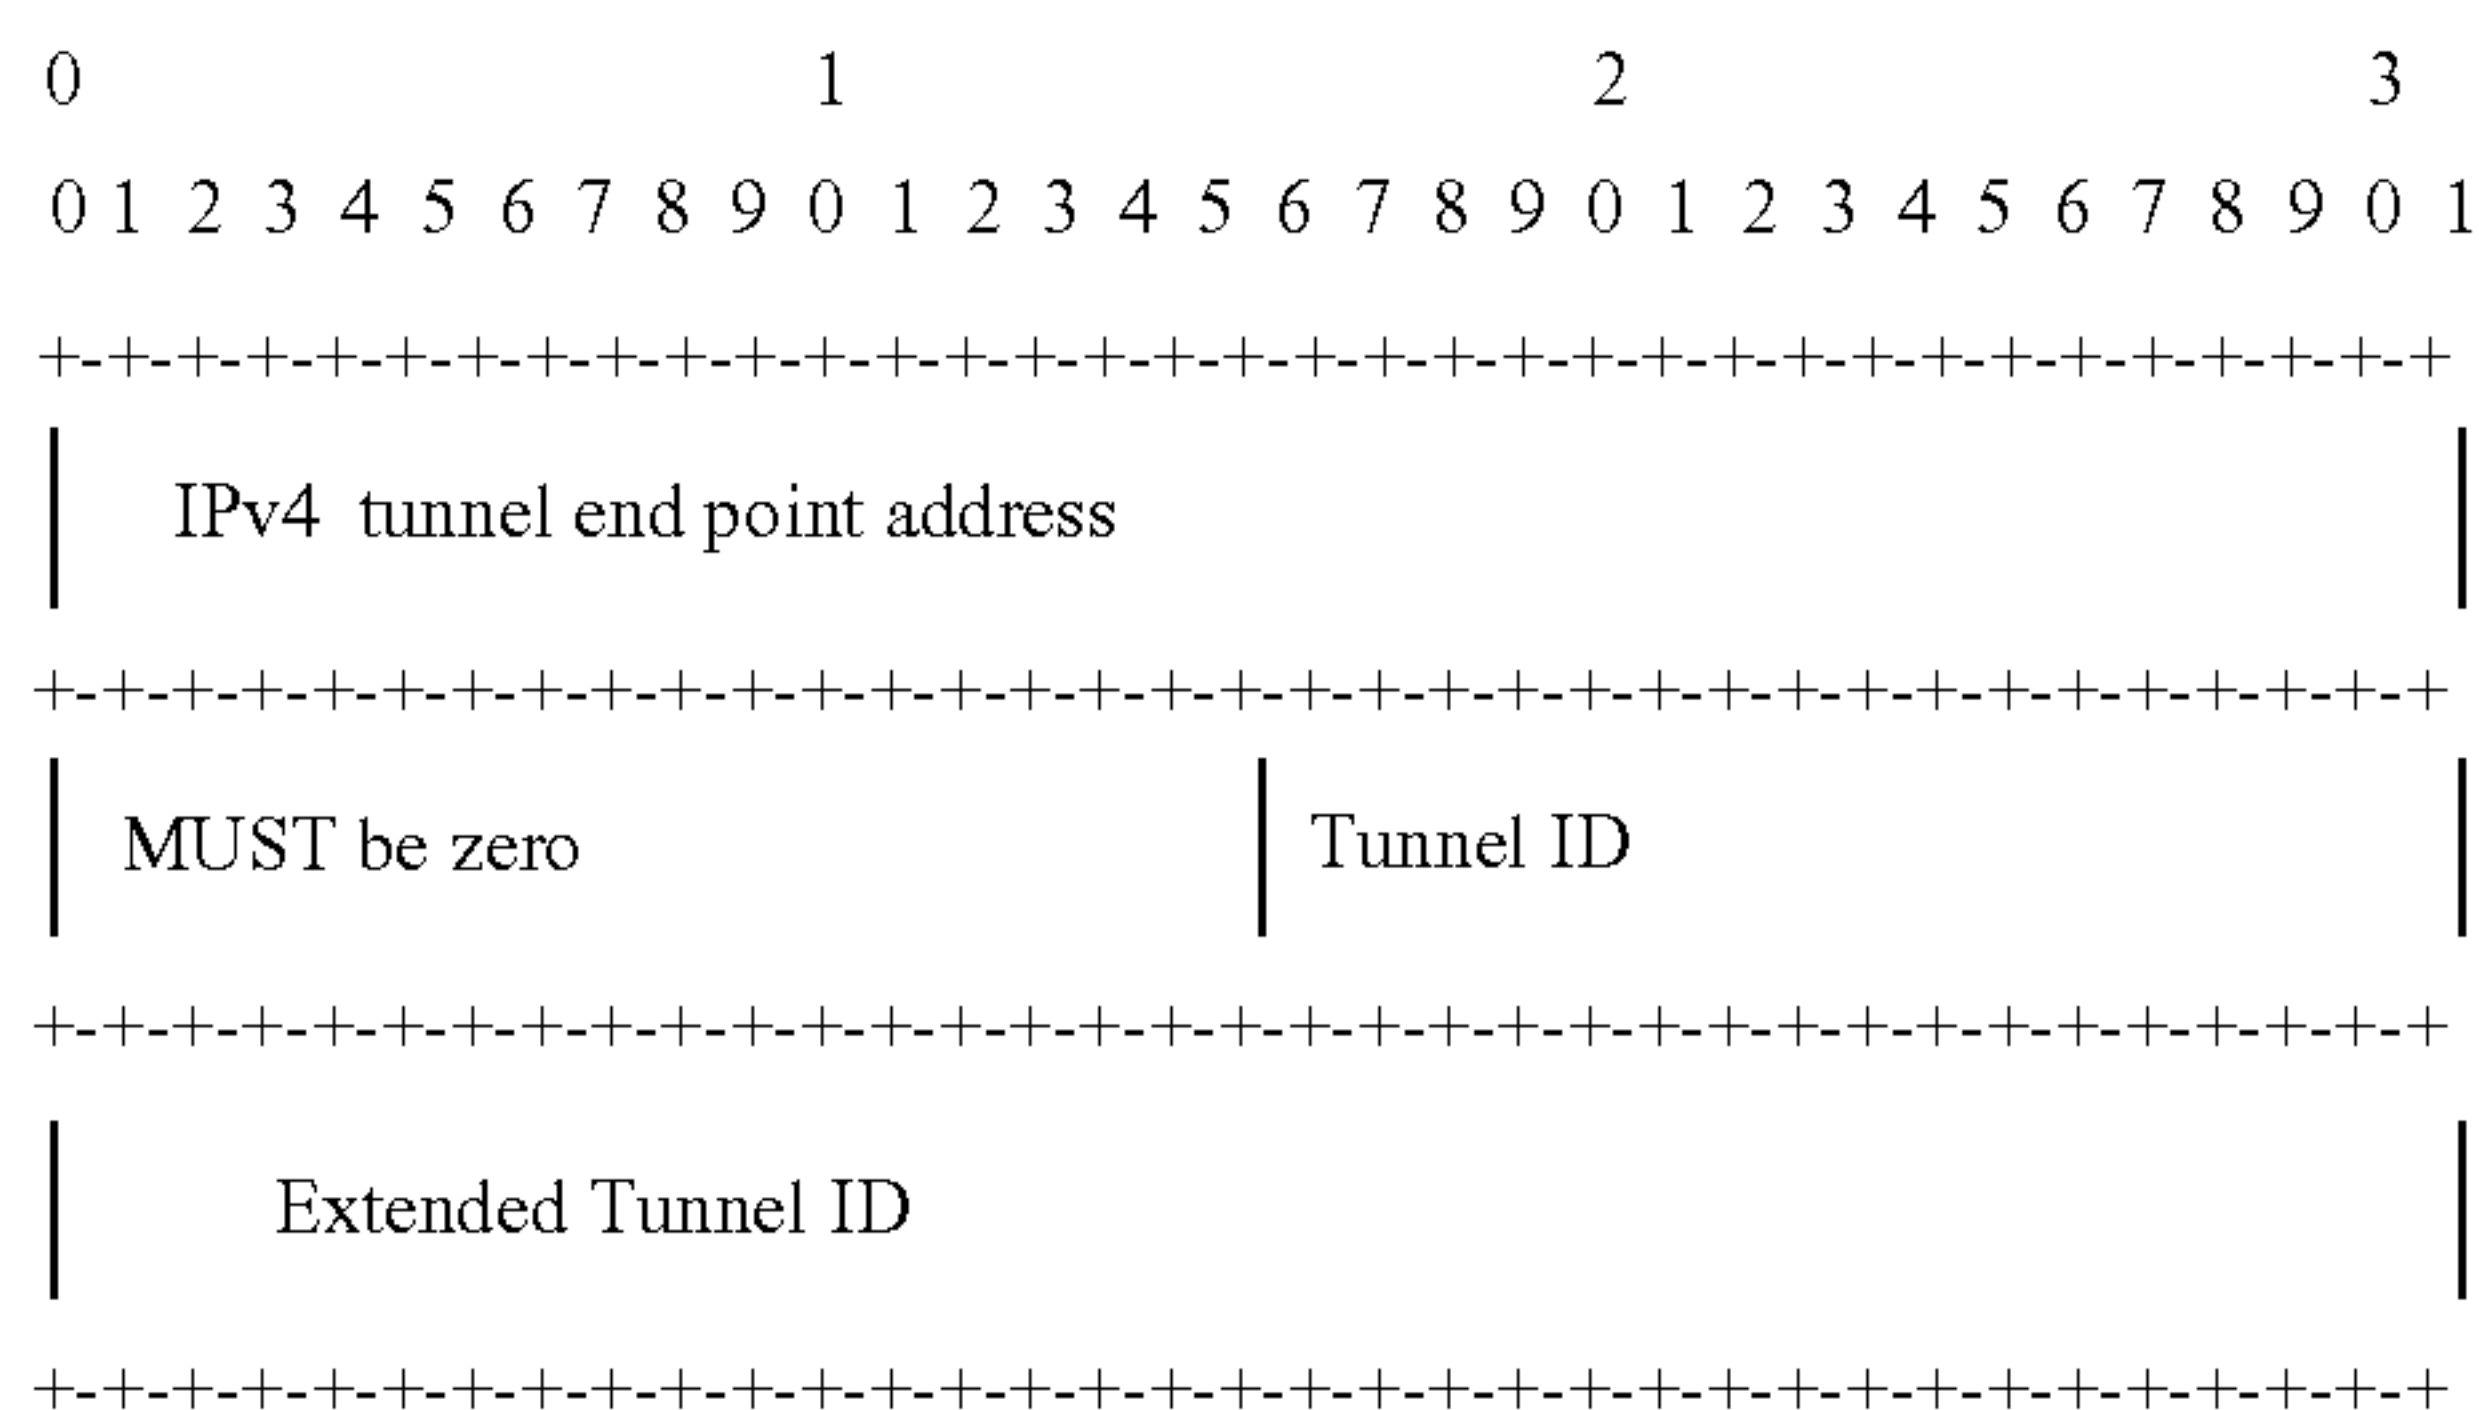 0 1 2 3
0 1 2 3 4 5 6 7 8 9 0 1 2 3 4 5 6 7 8 9 0 1 2 3 4 5 6 7 8 9 0 1
+-+-+-+-+-+-+-+-+-+-+-+-+-+-+-+-+-+-+-+-+-+-+-+-+-+-+-+-+-+-+-+-+-+-+-+
| IPv4 tunnel end point address |
+-+-+-+-+-+-+-+-+-+-+-+-+-+-+-+-+-+-+-+-+-+-+-+-+-+-+-+-+-+-+-+-+-+-+-+
| MUST be zero | Tunnel ID |
+-+-+-+-+-+-+-+-+-+-+-+-+-+-+-+-+-+-+-+-+-+-+-+-+-+-+-+-+-+-+-+-+-+-+-+
| Extended Tunnel ID |
+-+-+-+-+-+-+-+-+-+-+-+-+-+-+-+-+-+-+-+-+-+-+-+-+-+-+-+-+-+-+-+-+-+-+-+